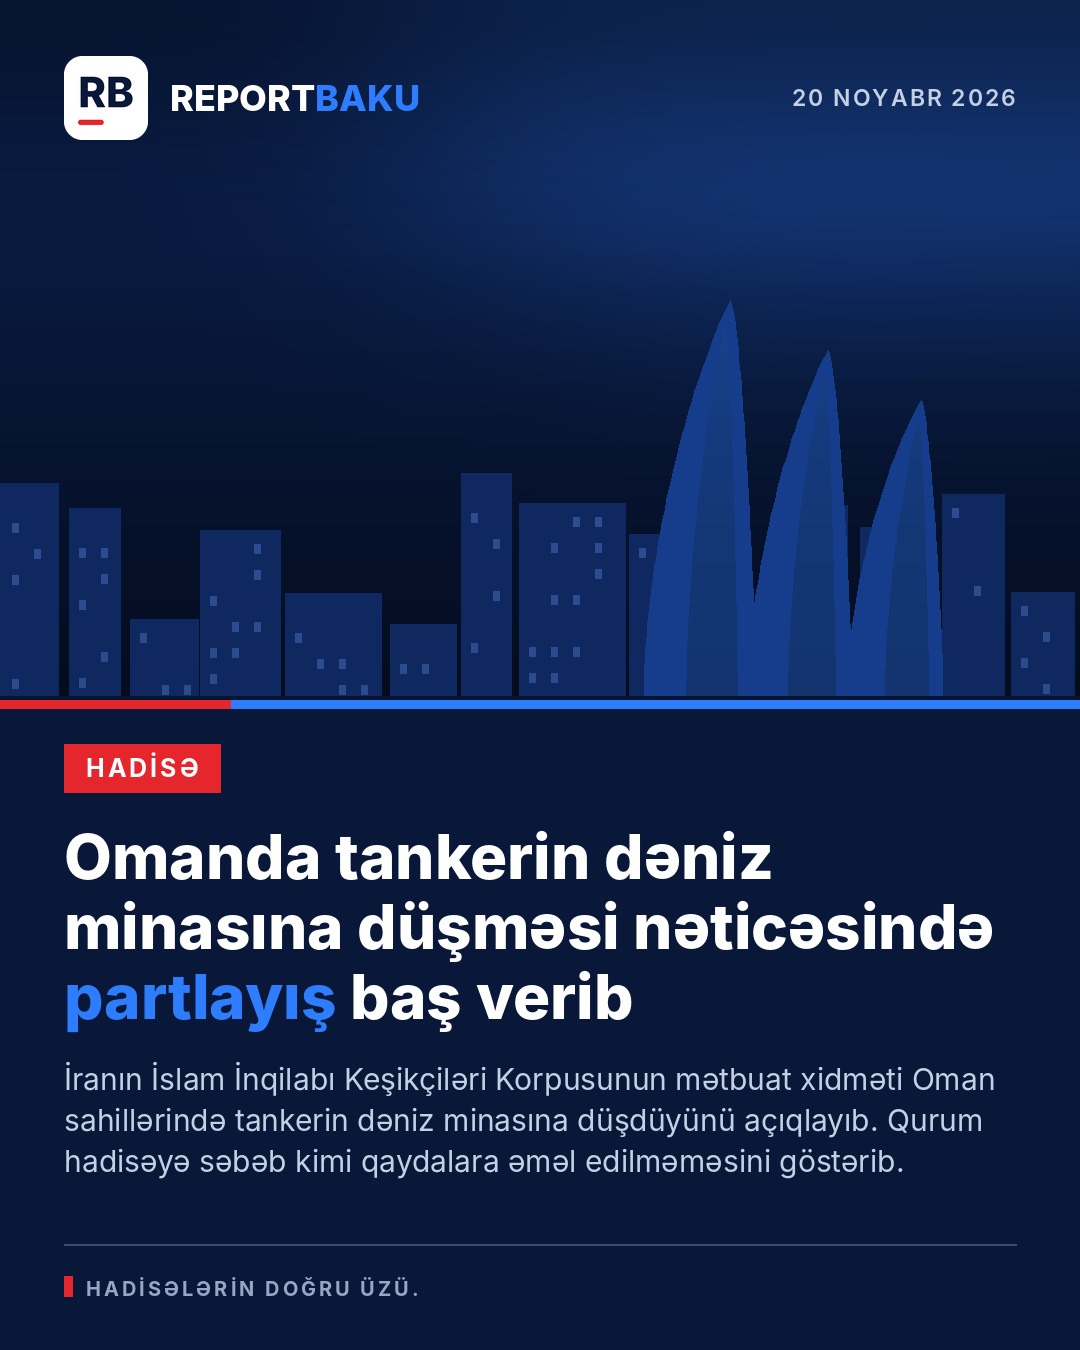 RB
REPORTBAKU
20 NOYABR 2026
HADİSƏ
Omanda tankerin dəniz
minasına düşməsi nəticəsində
partlayış baş verib
İranın İslam İnqilabı Keşikçiləri Korpusunun mətbuat xidməti Oman
sahillərində tankerin dəniz minasına düşdüyünü açıqlayıb. Qurum
hadisəyə səbəb kimi qaydalara əməl edilməməsini göstərib.
HADİSƏLƏRİN DOĞRU ÜZÜ.